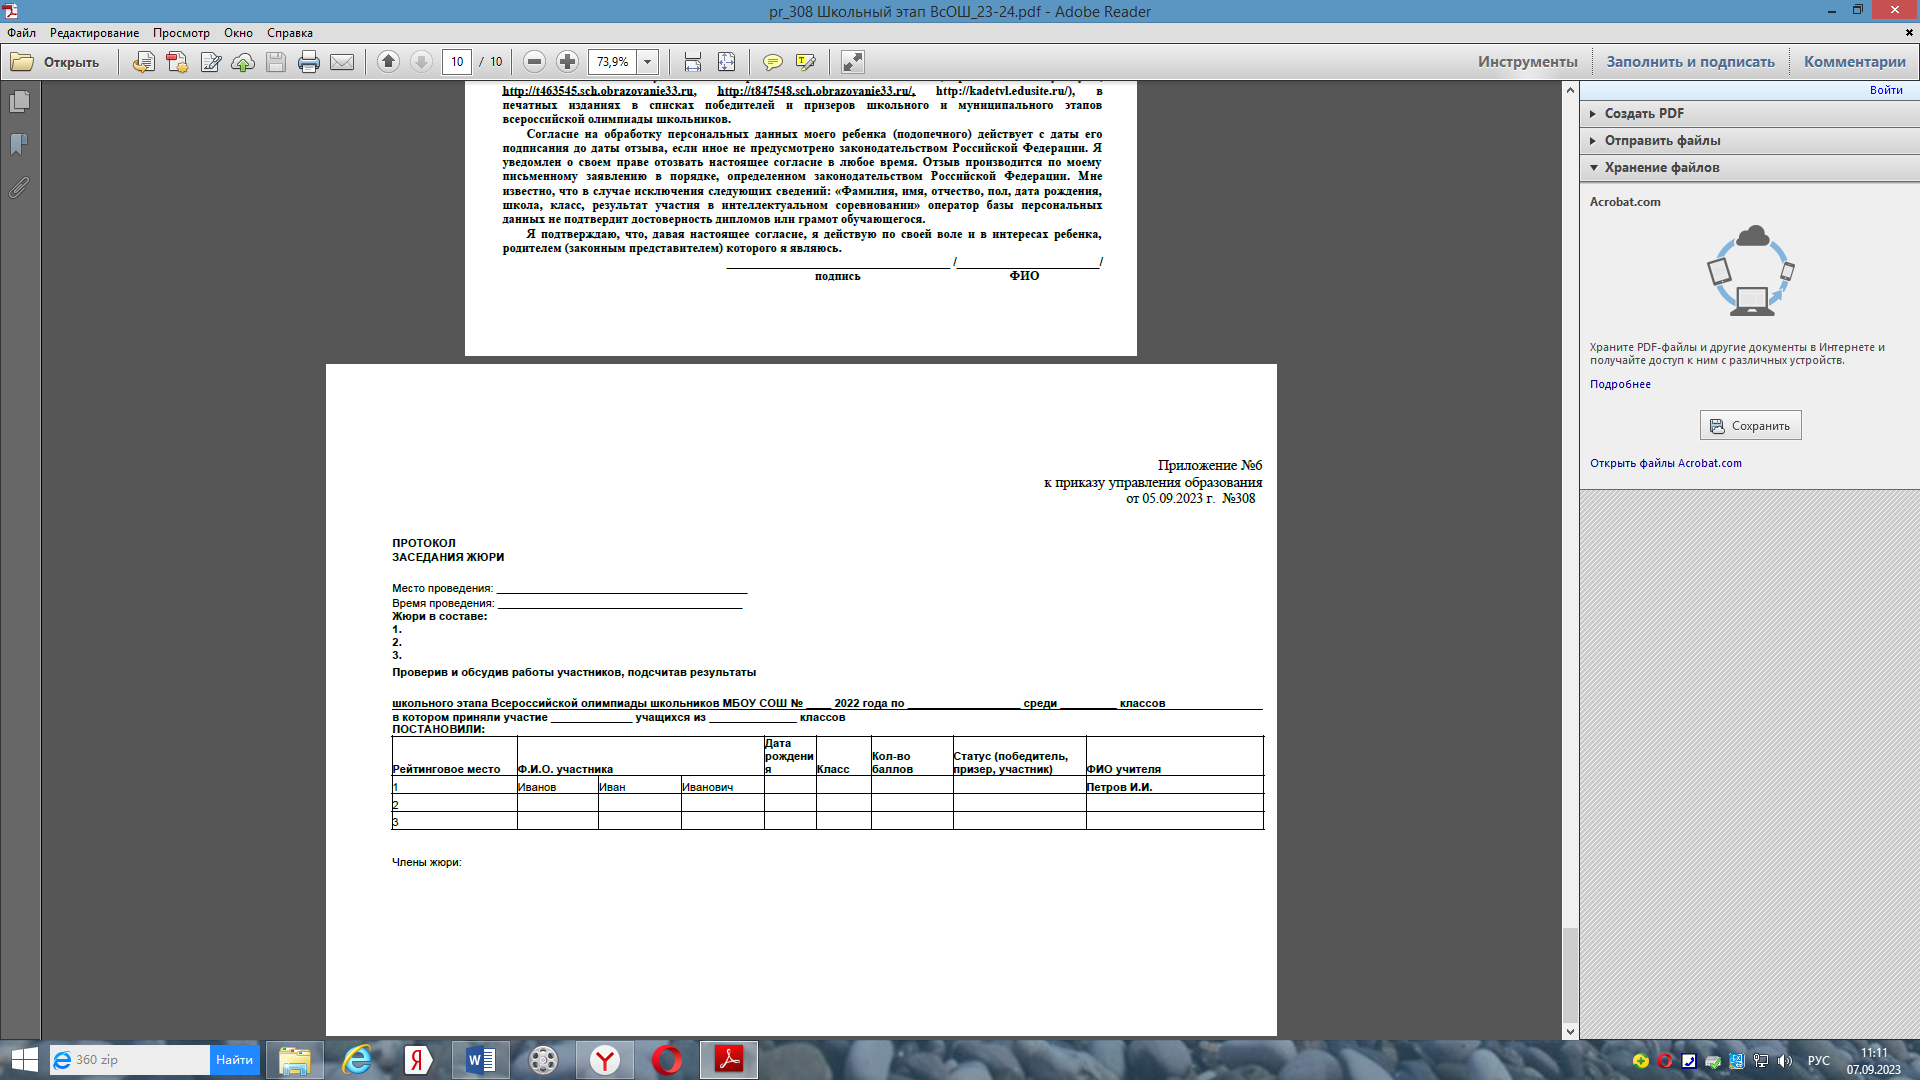 pr_308 Школьный этап ВсОШ_23-24.pdf - Adobe Reader
Файл Редактирование Просмотр Окно Справка
Открыть 10 / 10 73,9% Инструменты Заполнить и подписать Комментарии
http://t463545.sch.obrazovanie33.ru, http://t847548.sch.obrazovanie33.ru/, http://kadetvl.edusite.ru/), в
печатных изданиях в списках победителей и призеров школьного и муниципального этапов
всероссийской олимпиады школьников.
Согласие на обработку персональных данных моего ребенка (подопечного) действует с даты его
подписания до даты отзыва, если иное не предусмотрено законодательством Российской Федерации. Я
уведомлен о своем праве отозвать настоящее согласие в любое время. Отзыв производится по моему
письменному заявлению в порядке, определенном законодательством Российской Федерации. Мне
известно, что в случае исключения следующих сведений: «Фамилия, имя, отчество, пол, дата рождения,
школа, класс, результат участия в интеллектуальном соревновании» оператор базы персональных
данных не подтвердит достоверность дипломов или грамот обучающегося.
Я подтверждаю, что, давая настоящее согласие, я действую по своей воле и в интересах ребенка,
родителем (законным представителем) которого я являюсь.
___________________________________ /______________________/
подпись ФИО
Приложение №6
к приказу управления образования
от 05.09.2023 г. №308
ПРОТОКОЛ
ЗАСЕДАНИЯ ЖЮРИ
Место проведения: _________________________________________
Время проведения: ________________________________________
Жюри в составе:
1.
2.
3.
Проверив и обсудив работы участников, подсчитав результаты
школьного этапа Всероссийской олимпиады школьников МБОУ СОШ № ____ 2022 года по __________________ среди _________ классов
в котором приняли участие _____________ учащихся из ______________ классов
ПОСТАНОВИЛИ:
Рейтинговое место Ф.И.О. участника Дата рождения Класс Кол-во баллов Статус (победитель, призер, участник) ФИО учителя
1 Иванов Иван Иванович Петров И.И.
2
3
Члены жюри:
Войти
Создать PDF
Отправить файлы
Хранение файлов
Acrobat.com
Храните PDF-файлы и другие документы в Интернете и
получайте доступ к ним с различных устройств.
Подробнее
Сохранить
Открыть файлы Acrobat.com
360 zip Найти
РУС
11:11
07.09.2023